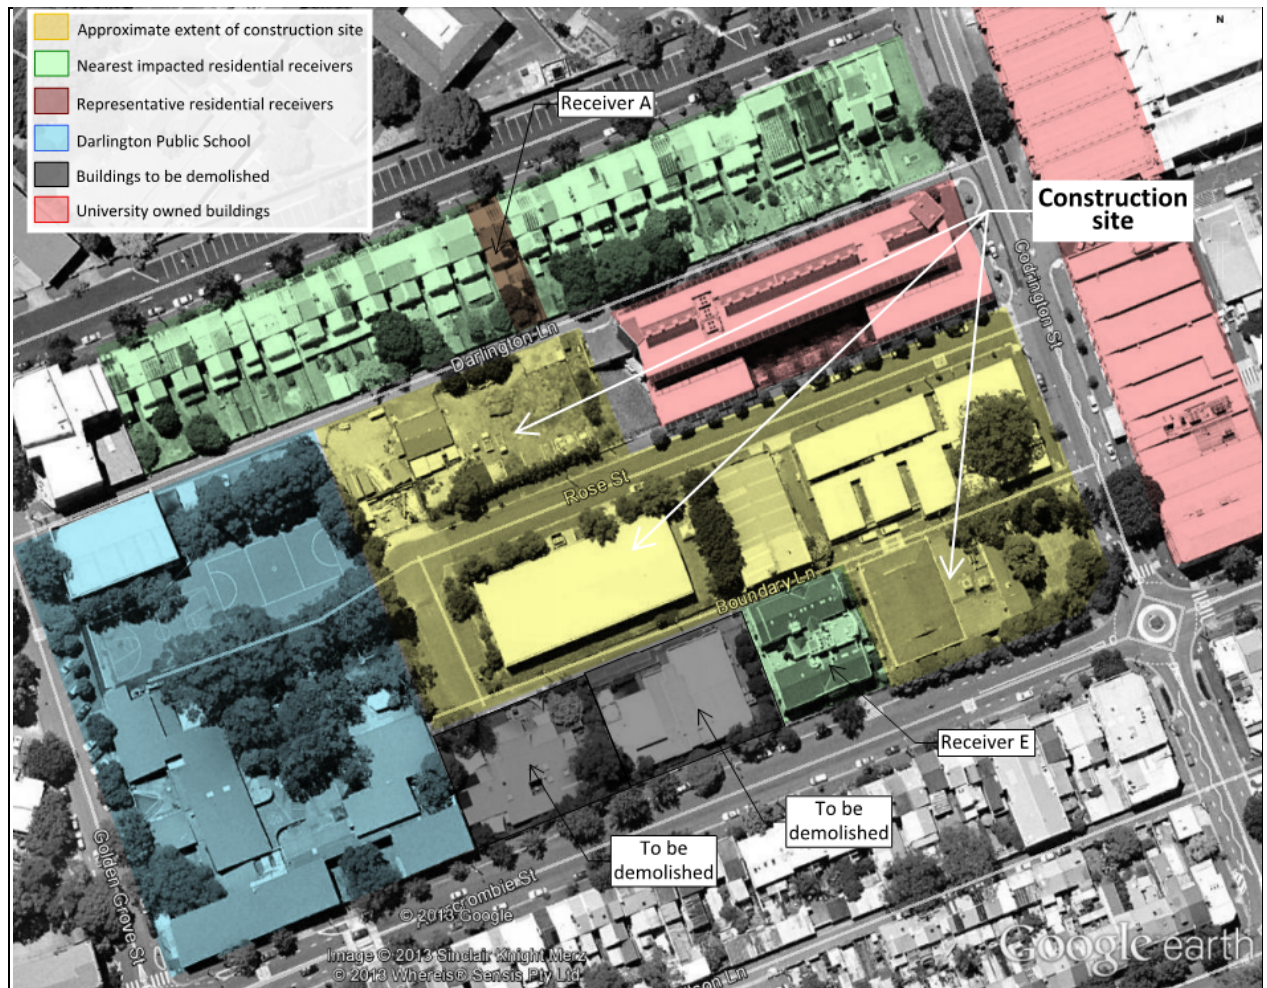 Approximate extent of construction site
Nearest impacted residential receivers
Representative residential receivers
Darlington Public School
Buildings to be demolished
University owned buildings
N
Receiver A
Construction
site
Codrington St
Darlington Ln
Rose St
Boundary Ln
Receiver E
To be
demolished
To be
demolished
Golden Grove St
Abercrombie St
© 2013 Google
Image © 2013 Sinclair Knight Merz
© 2013 Whereis® Sensis Pty Ltd
Google earth